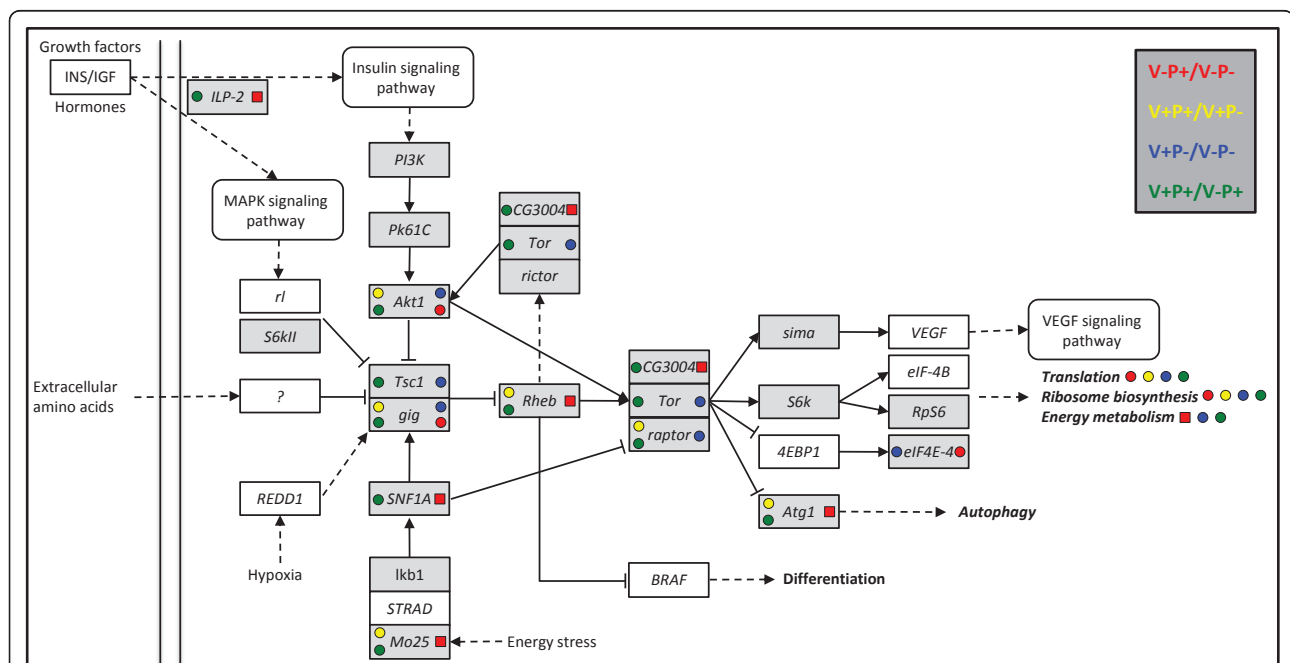 Growth factors
INS/IGF
Hormones
ILP-2
Insulin signaling
pathway
V-P+/V-P-
V+P+/V+P-
V+P-/V-P-
V+P+/V-P+
PI3K
MAPK signaling
pathway
Pk61C
CG3004
Tor
rictor
rl
S6kII
Akt1
sima
VEGF
VEGF signaling
pathway
Extracellular
amino acids
?
Tsc1
gig
Rheb
CG3004
Tor
raptor
S6k
eIF-4B
RpS6
Translation
Ribosome biosynthesis
Energy metabolism
4EBP1
eIF4E-4
REDD1
SNF1A
Atg1
Autophagy
Hypoxia
lkb1
STRAD
Mo25
Energy stress
BRAF
Differentiation